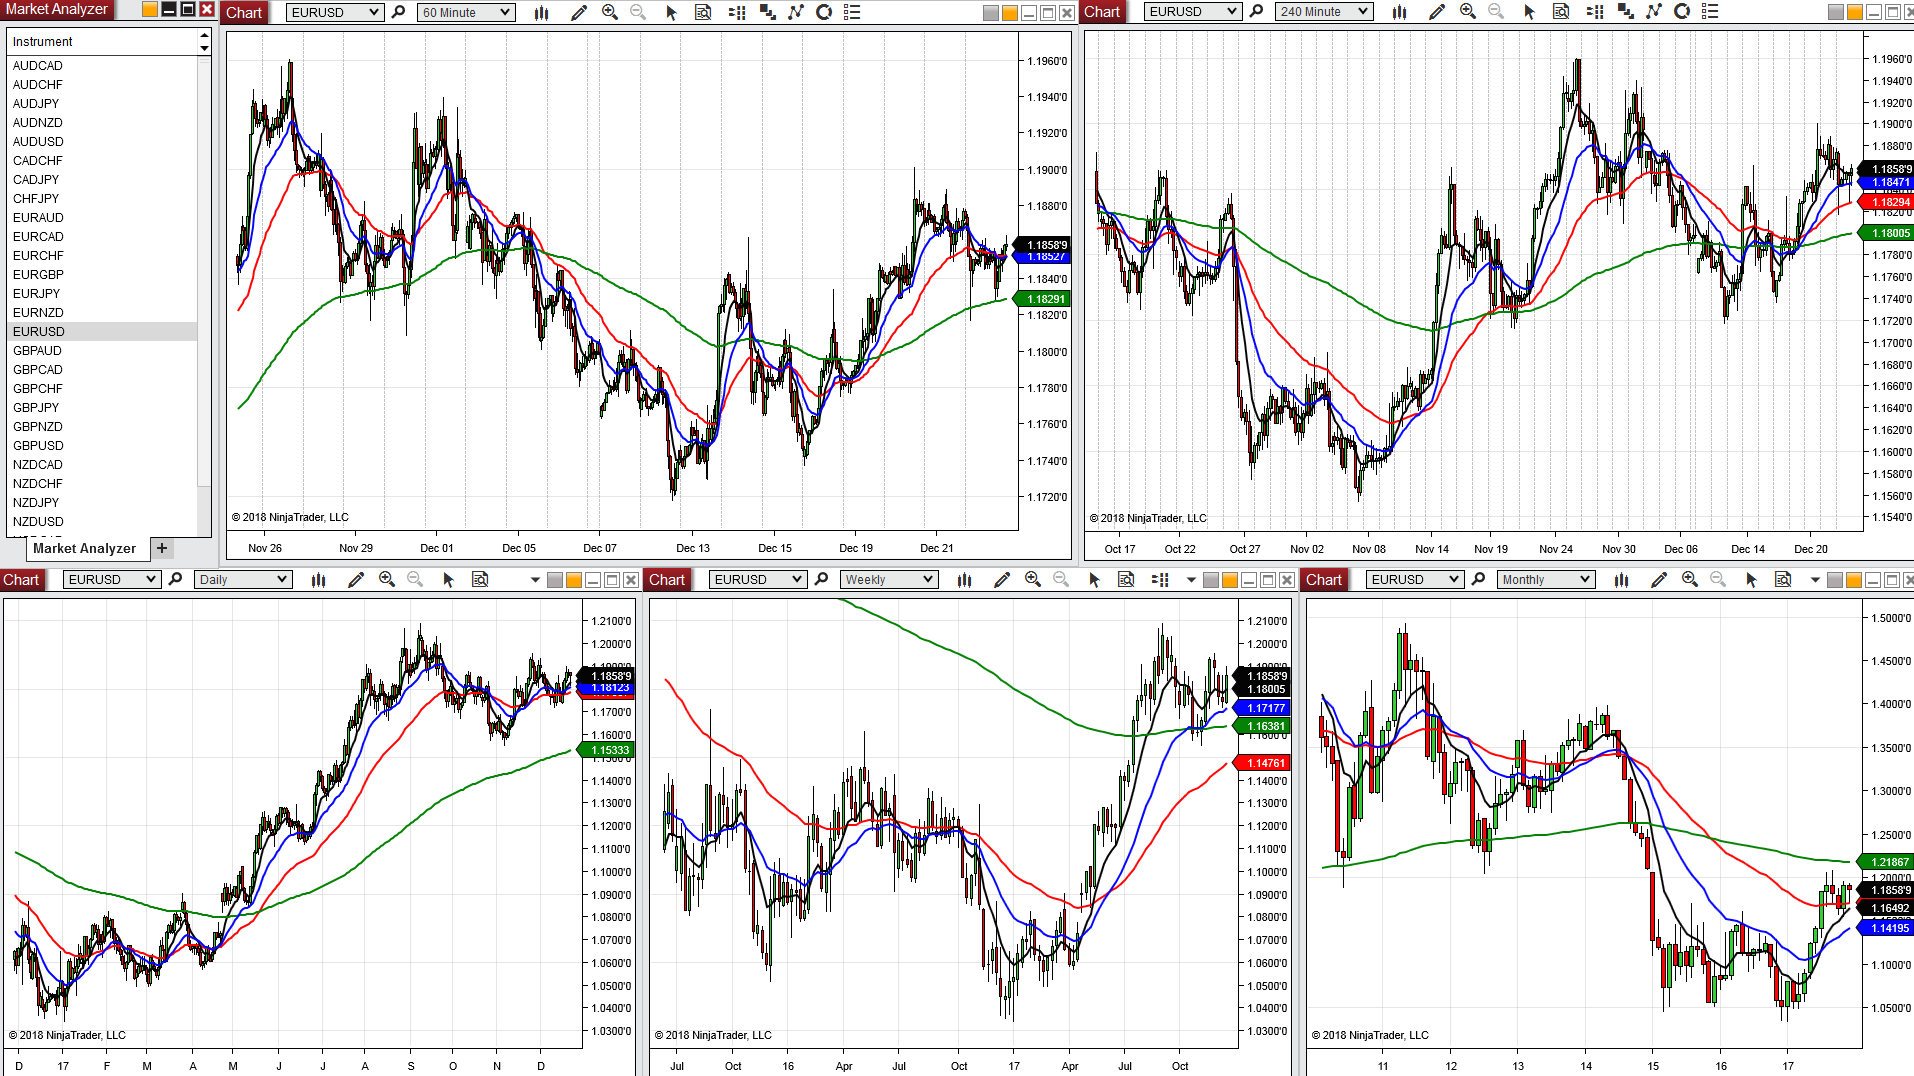 Market Analyzer
Instrument
AUDCAD
AUDCHF
AUDJPY
AUDNZD
AUDUSD
CADCHF
CADJPY
CHFJPY
EURAUD
EURCAD
EURCHF
EURGBP
EURJPY
EURNZD
EURUSD
GBPAUD
GBPCAD
GBPCHF
GBPJPY
GBPNZD
GBPUSD
NZDCAD
NZDCHF
NZDJPY
NZDUSD
Market Analyzer +
Chart EURUSD 60 Minute
1.1960'0
1.1940'0
1.1920'0
1.1900'0
1.1880'0
1.1858'9
1.18527
1.1840'0
1.18291
1.1820'0
1.1800'0
1.1780'0
1.1760'0
1.1740'0
1.1720'0
© 2018 NinjaTrader, LLC
Nov 26 Nov 29 Dec 01 Dec 05 Dec 07 Dec 13 Dec 15 Dec 19 Dec 21
Chart EURUSD 240 Minute
1.1960'0
1.1940'0
1.1920'0
1.1900'0
1.1880'0
1.1858'9
1.18471
1.18294
1.1820'0
1.18005
1.1780'0
1.1760'0
1.1740'0
1.1720'0
1.1700'0
1.1680'0
1.1660'0
1.1640'0
1.1620'0
1.1600'0
1.1580'0
1.1560'0
1.1540'0
© 2018 NinjaTrader, LLC
Oct 17 Oct 22 Oct 27 Nov 02 Nov 08 Nov 14 Nov 19 Nov 24 Nov 30 Dec 06 Dec 14 Dec 20
Chart EURUSD Daily
1.2100'0
1.2000'0
1.1858'9
1.18123
1.1700'0
1.1600'0
1.15333
1.1400'0
1.1300'0
1.1200'0
1.1100'0
1.1000'0
1.0900'0
1.0800'0
1.0700'0
1.0600'0
1.0500'0
1.0400'0
1.0300'0
© 2018 NinjaTrader, LLC
D 17 F M A M J J A S O N D
Chart EURUSD Weekly
1.2100'0
1.2000'0
1.1858'9
1.18005
1.17177
1.16381
1.1600'0
1.14761
1.1400'0
1.1300'0
1.1200'0
1.1100'0
1.1000'0
1.0900'0
1.0800'0
1.0700'0
1.0600'0
1.0500'0
1.0400'0
1.0300'0
© 2018 NinjaTrader, LLC
Jul Oct 16 Apr Jul Oct 17 Apr Jul Oct
Chart EURUSD Monthly
1.5000'0
1.4500'0
1.4000'0
1.3500'0
1.3000'0
1.2500'0
1.21867
1.2000'0
1.1858'9
1.16492
1.14195
1.1000'0
1.0500'0
© 2018 NinjaTrader, LLC
11 12 13 14 15 16 17